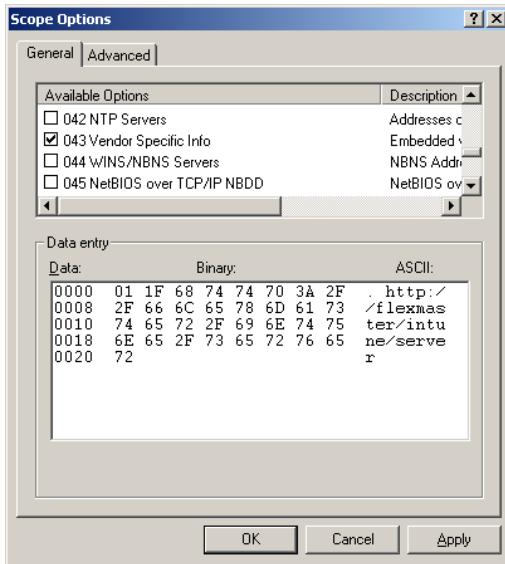 Scope Options
General Advanced
Available Options Description
042 NTP Servers Addresses o
043 Vendor Specific Info Embedded v
044 WINS/NBNS Servers NBNS Addr
045 NetBIOS over TCP/IP NBDD NetBIOS ov
Data entry
Data: Binary: ASCII:
0000 01 1F 68 74 74 70 3A 2F . http:/
0008 2F 66 6C 65 78 6D 61 73 /flexmas
0010 74 65 72 2F 69 6E 74 75 ter/intu
0018 6E 65 2F 73 65 72 76 65 ne/serve
0020 72 r
OK Cancel Apply